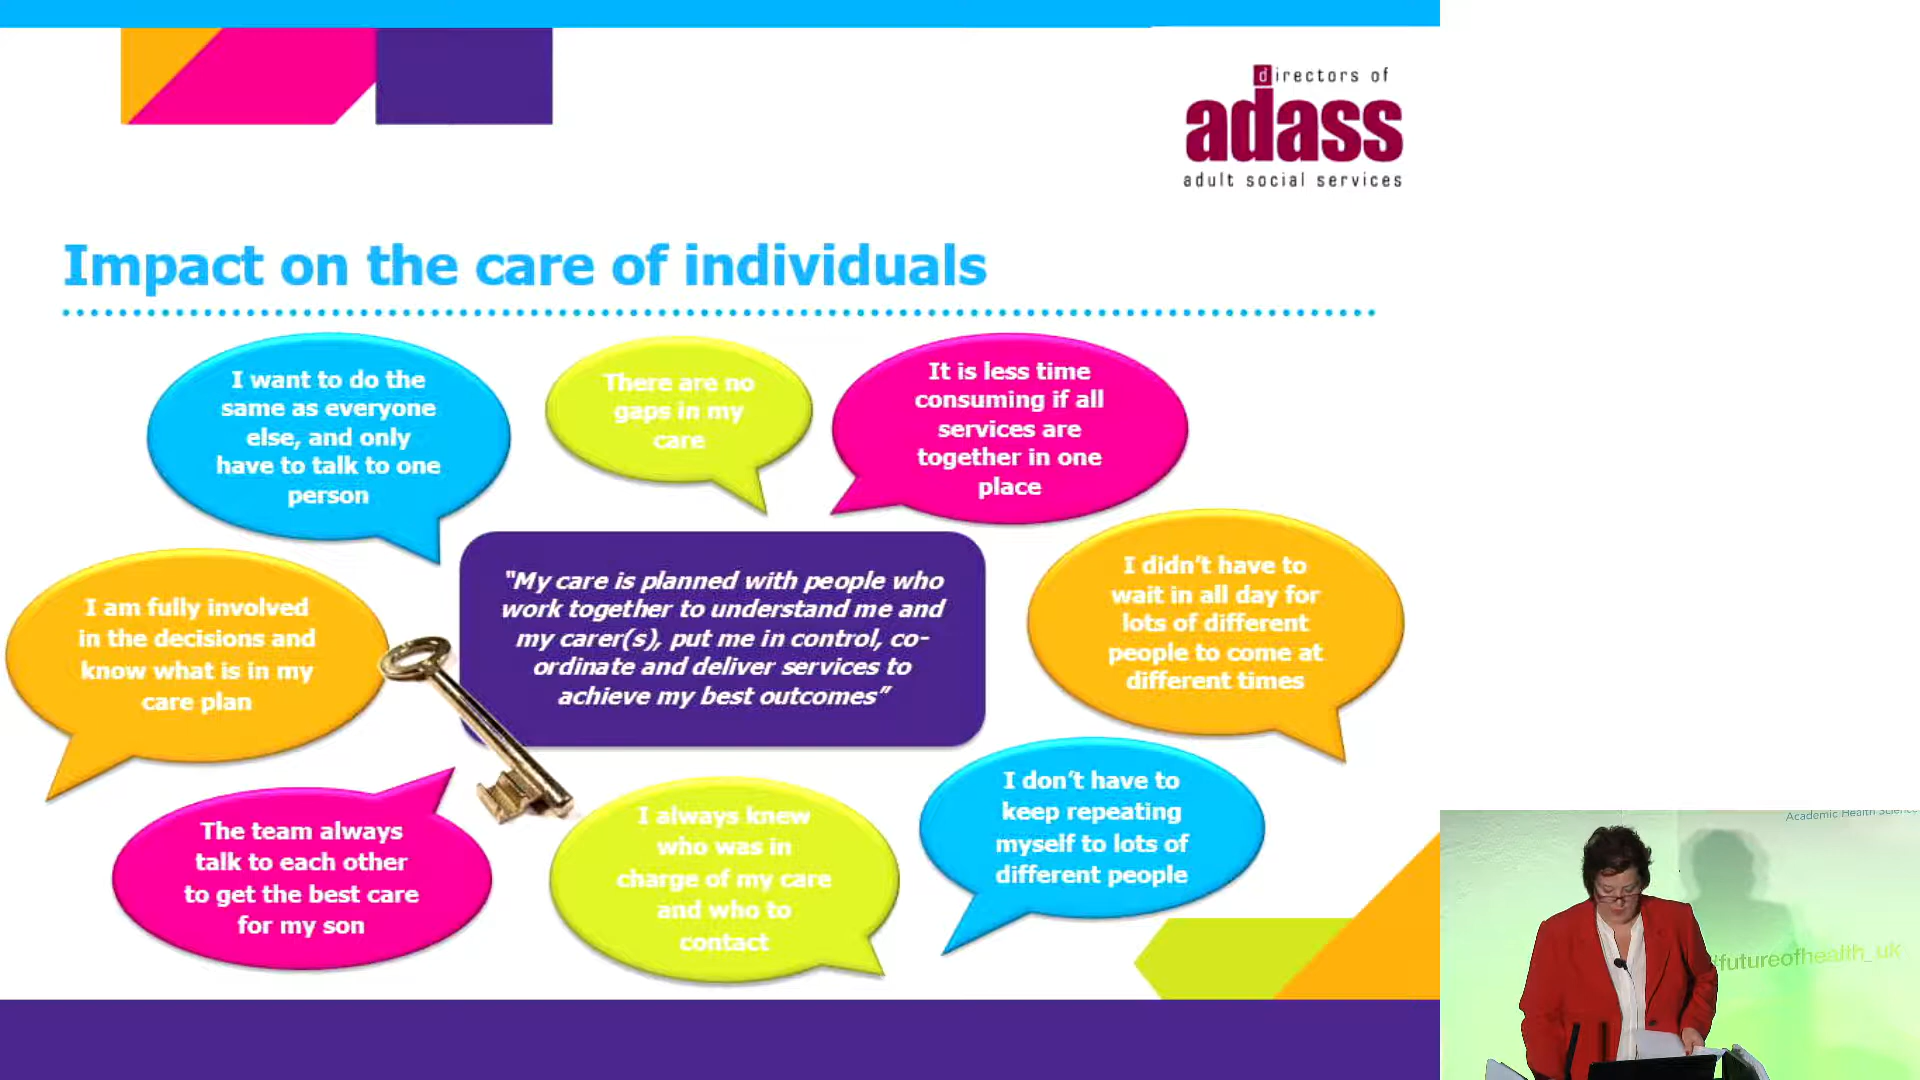 directors of
adass
adult social services
Impact on the care of individuals
I want to do the
same as everyone
else, and only
have to talk to one
person
There are no
gaps in my
care
It is less time
consuming if all
services are
together in one
place
I am fully involved
in the decisions and
know what is in my
care plan
“My care is planned with people who
work together to understand me and
my carer(s), put me in control, co-
ordinate and deliver services to
achieve my best outcomes”
I didn’t have to
wait in all day for
lots of different
people to come at
different times
The team always
talk to each other
to get the best care
for my son
I always knew
who was in
charge of my care
and who to
contact
I don’t have to
keep repeating
myself to lots of
different people
Academic Health Science
#futureofhealth_uk